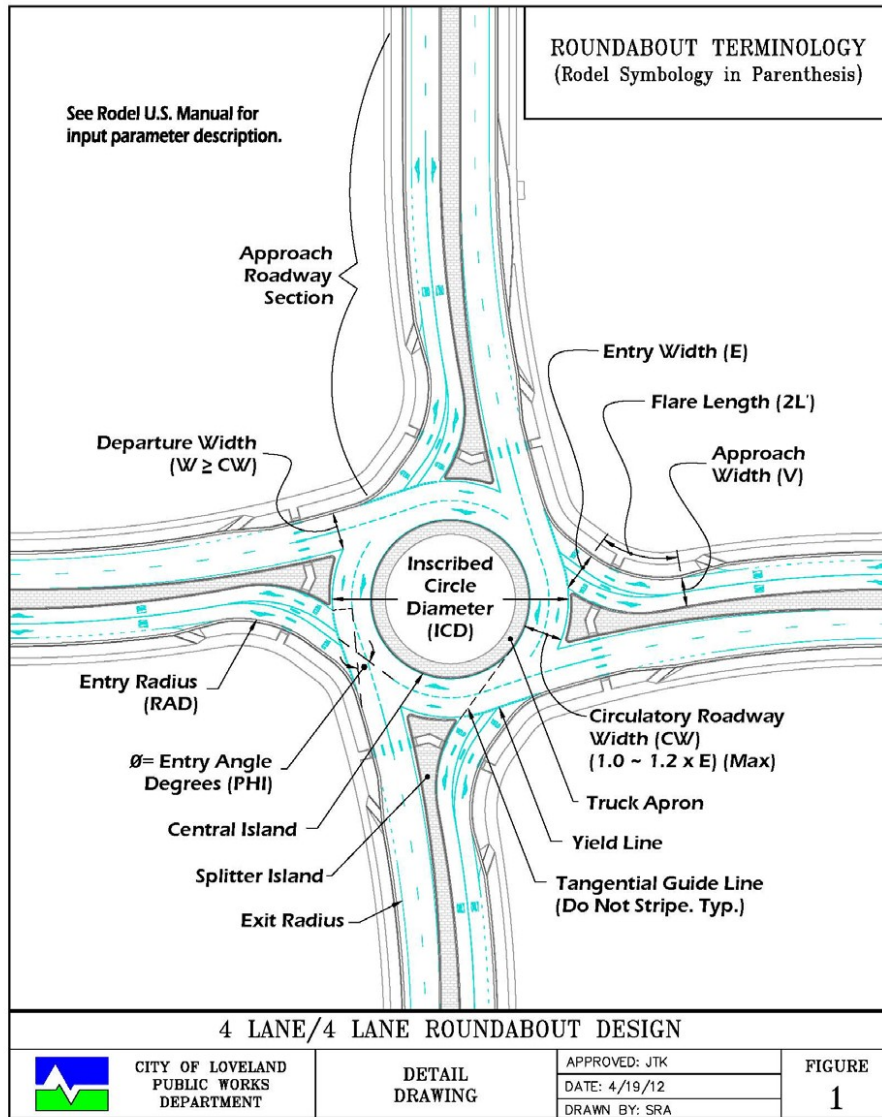 ROUNDABOUT TERMINOLOGY
(Rodel Symbology in Parenthesis)
See Rodel U.S. Manual for
input parameter description.
Approach
Roadway
Section
Entry Width (E)
Flare Length (2L')
Departure Width
(W ≥ CW)
Approach
Width (V)
Inscribed
Circle
Diameter
(ICD)
Entry Radius
(RAD)
Circulatory Roadway
Width (CW)
(1.0 ~ 1.2 x E) (Max)
Ø= Entry Angle
Degrees (PHI)
Truck Apron
Central Island
Yield Line
Splitter Island
Tangential Guide Line
(Do Not Stripe. Typ.)
Exit Radius
4 LANE/4 LANE ROUNDABOUT DESIGN
CITY OF LOVELAND
PUBLIC WORKS
DEPARTMENT
DETAIL
DRAWING
APPROVED: JTK
DATE: 4/19/12
DRAWN BY: SRA
FIGURE
1